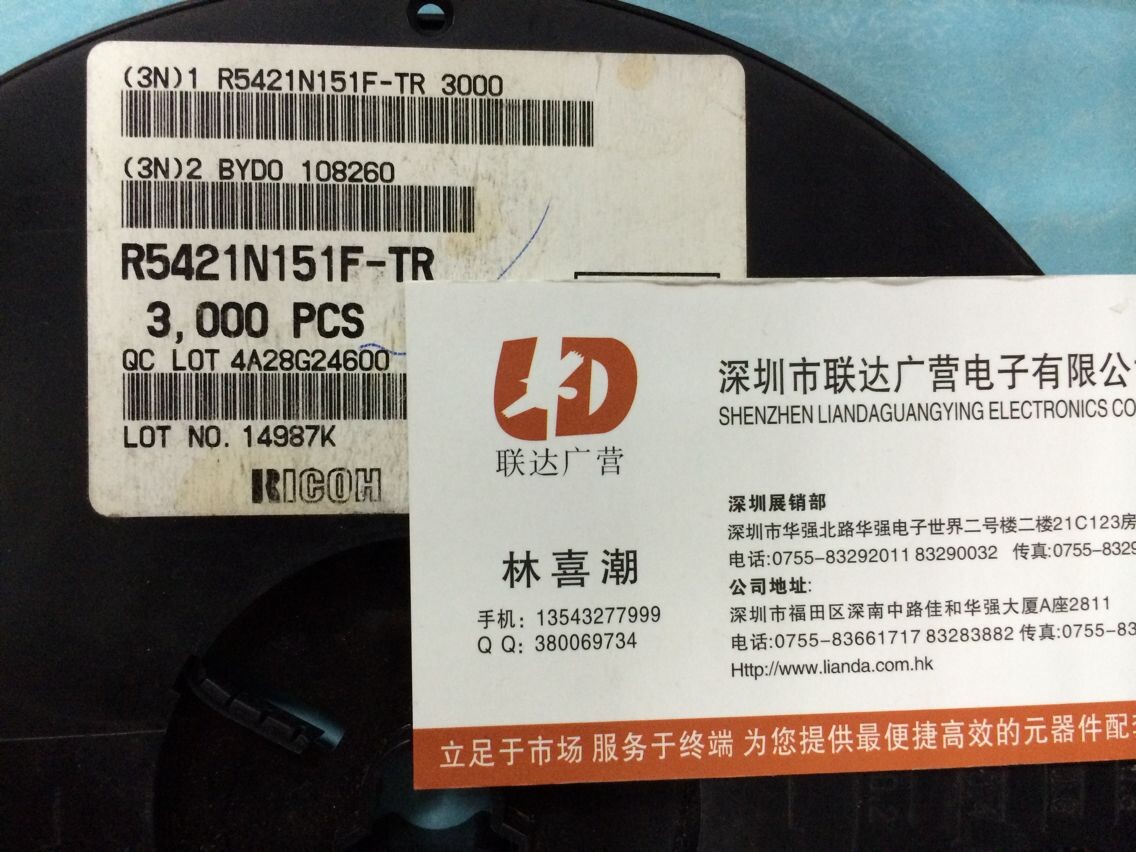 (3N)1 R5421N151F-TR 3000
(3N)2 BYDO 108260
R5421N151F-TR
3,000 PCS
QC LOT 4A28G24600
LOT NO. 14987K
RICOH
联达广营
深圳市联达广营电子有限公
SHENZHEN LIANDAGUANGYING ELECTRONICS CO
林喜潮
手机：13543277999
Q Q：380069734
深圳展销部
深圳市华强北路华强电子世界二号楼二楼21C123房
电话:0755-83292011 83290032 传真:0755-8329
公司地址:
深圳市福田区深南中路佳和华强大厦A座2811
电话:0755-83661717 83283882 传真:0755-83
Http://www.lianda.com.hk
立足于市场 服务于终端 为您提供最便捷高效的元器件配